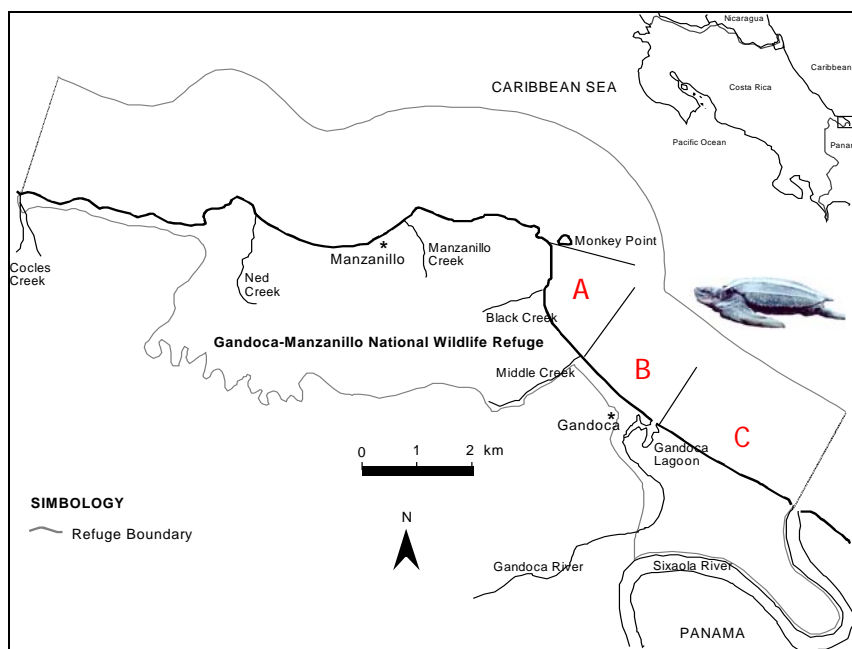 Nicaragua
Caribbean
CARIBBEAN SEA
Costa Rica
Panam
Pacific Ocean
Monkey Point
Manzanillo
Manzanillo
Creek
Cocles
Creek
Ned
Creek
A
Black Creek
Gandoca-Manzanillo National Wildlife Refuge
Middle Creek
B
Gandoca
C
Gandoca
Lagoon
0 1 2 km
SIMBOLOGY
Refuge Boundary
N
Gandoca River
Sixaola River
PANAMA